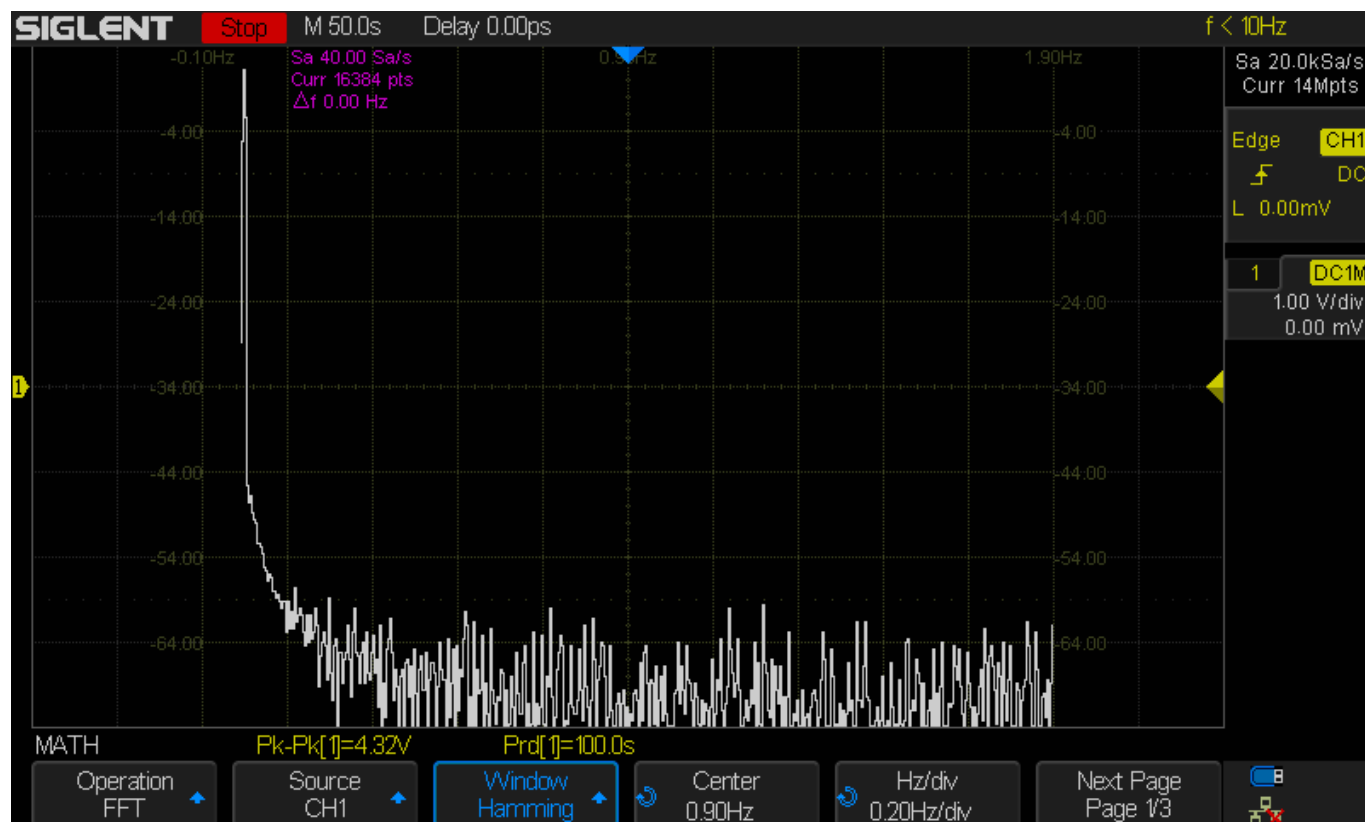 SIGLENT Stop M 50.0s Delay 0.00ps f < 10Hz
-0.10Hz 0.90Hz 1.90Hz
Sa 40.00 Sa/s
Curr 16384 pts
Δf 0.00 Hz
Sa 20.0kSa/s
Curr 14Mpts
-4.00 -4.00
Edge CH1
DC
L 0.00mV
-14.00 -14.00
1 DC1M
-24.00 -24.00
1.00 V/div
0.00 mV
1 -34.00 -34.00
-44.00 -44.00
-54.00 -54.00
-64.00 -64.00
MATH Pk-Pk[1]=4.32V Prd[1]=100.0s
Operation Source Window Center Hz/div Next Page
FFT CH1 Hamming 0.90Hz 0.20Hz/div Page 1/3